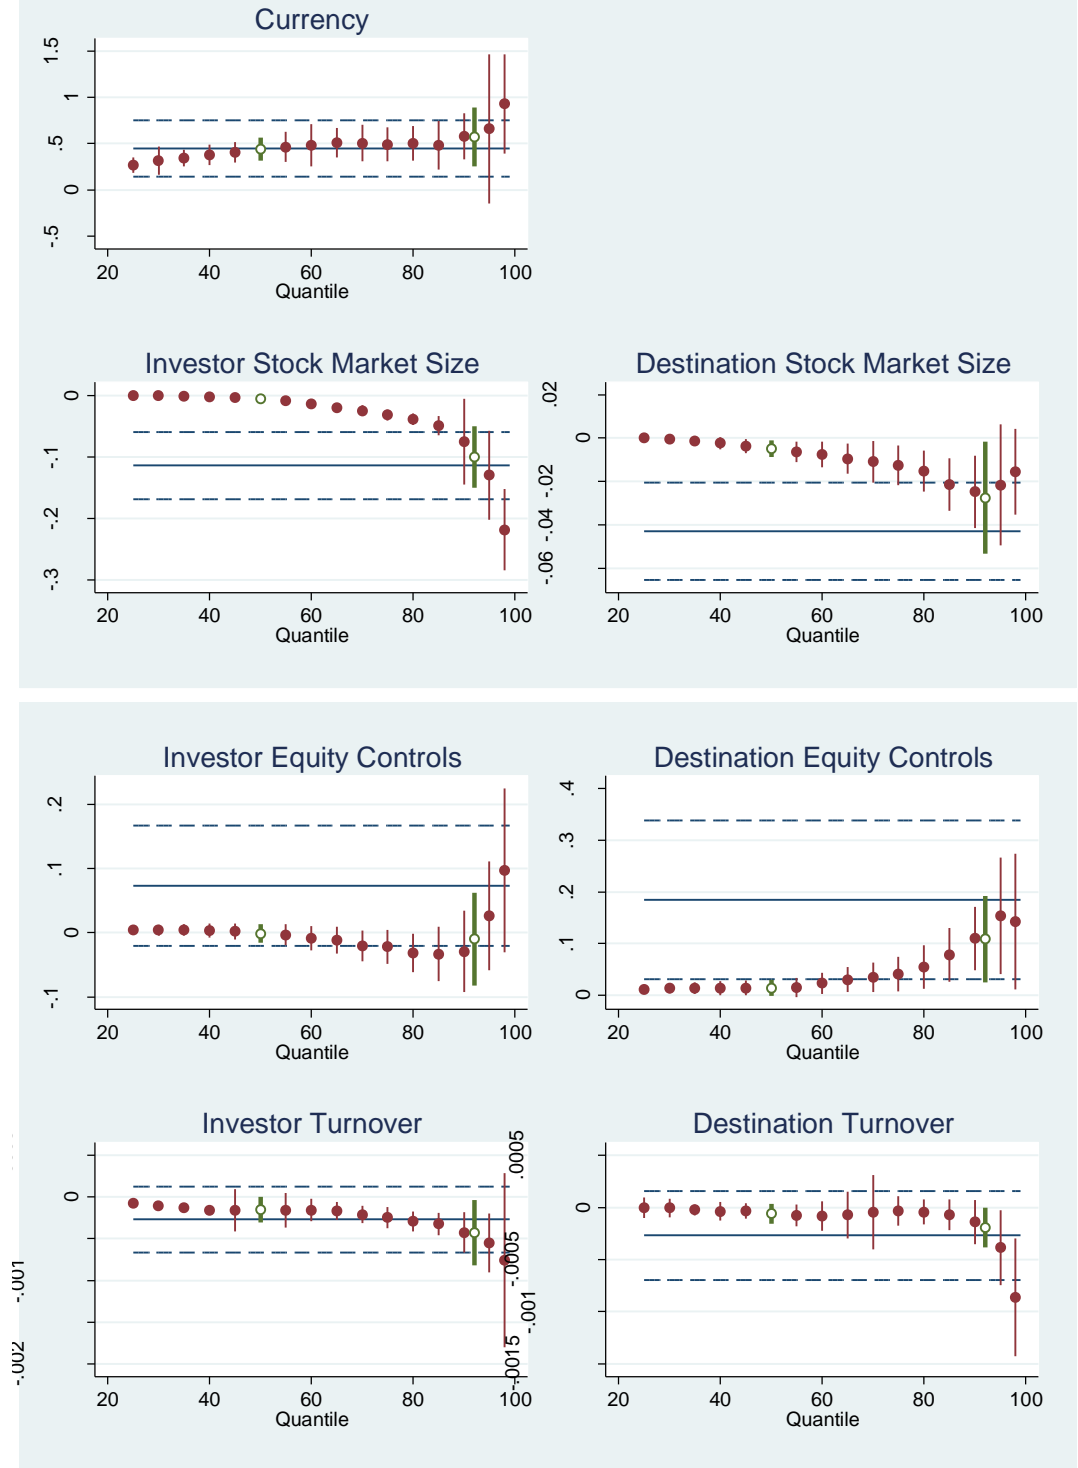 Currency
1.5
1
.5
0
-.5
20 40 60 80 100
Quantile
Investor Stock Market Size
0
-.1
-.2
-.3
20 40 60 80 100
Quantile
Destination Stock Market Size
.02
0
-.02
-.04
-.06
20 40 60 80 100
Quantile
Investor Equity Controls
.2
.1
0
-.1
20 40 60 80 100
Quantile
Destination Equity Controls
.4
.3
.2
.1
0
20 40 60 80 100
Quantile
Investor Turnover
0
-.001
-.002
20 40 60 80 100
Quantile
Destination Turnover
.0005
0
-.0005
-.001
-.0015
20 40 60 80 100
Quantile